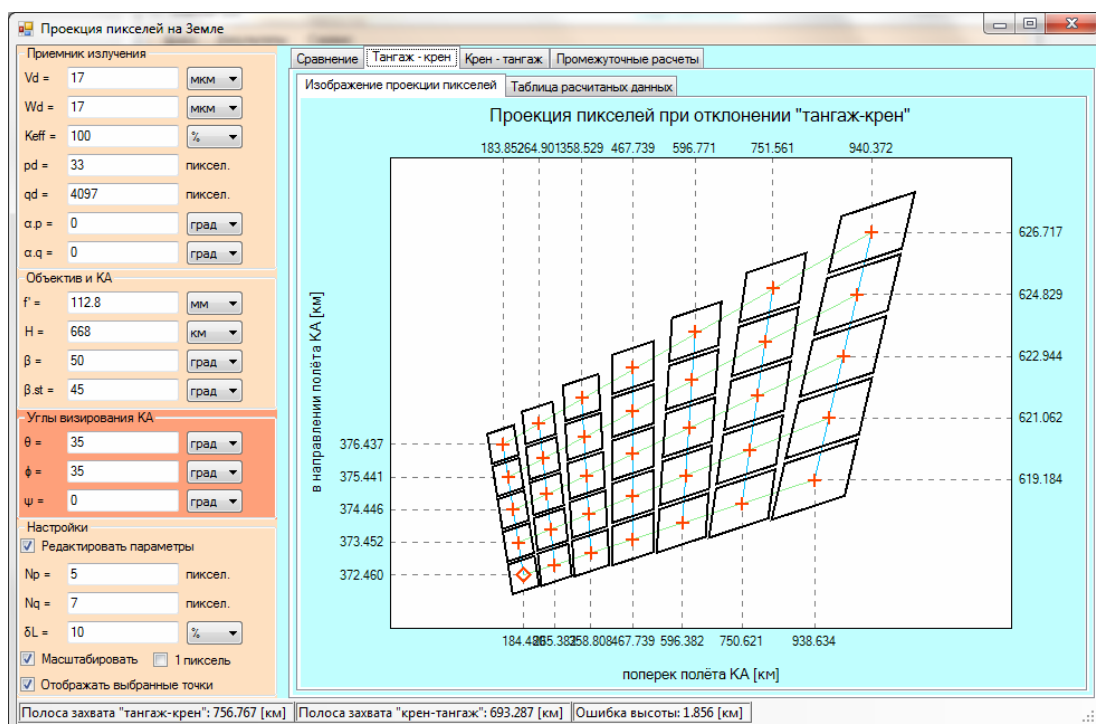 Проекция пикселей на Земле
Приемник излучения
Vd = 17 мкм
Wd = 17 мкм
Keff = 100 %
pd = 33 пиксел.
qd = 4097 пиксел.
α.p = 0 град
α.q = 0 град
Объектив и КА
f' = 112.8 мм
H = 668 км
β = 50 град
β.st = 45 град
Углы визирования КА
θ = 35 град
ϕ = 35 град
ψ = 0 град
Настройки
Редактировать параметры
Np = 5 пиксел.
Nq = 7 пиксел.
δL = 10 %
Масштабировать 1 пиксель
Отображать выбранные точки
Сравнение Тангаж - крен Крен - тангаж Промежуточные расчеты
Изображение проекции пикселей Таблица расчитаных данных
Проекция пикселей при отклонении "тангаж-крен"
183.852 264.901 358.529 467.739 596.771 751.561 940.372
626.717
624.829
622.944
621.062
619.184
в направлении полёта КА [км]
376.437
375.441
374.446
373.452
372.460
358.808 467.739 596.382 750.621 938.634
поперек полёта КА [км]
Полоса захвата "тангаж-крен": 756.767 [км] Полоса захвата "крен-тангаж": 693.287 [км] Ошибка высоты: 1.856 [км]